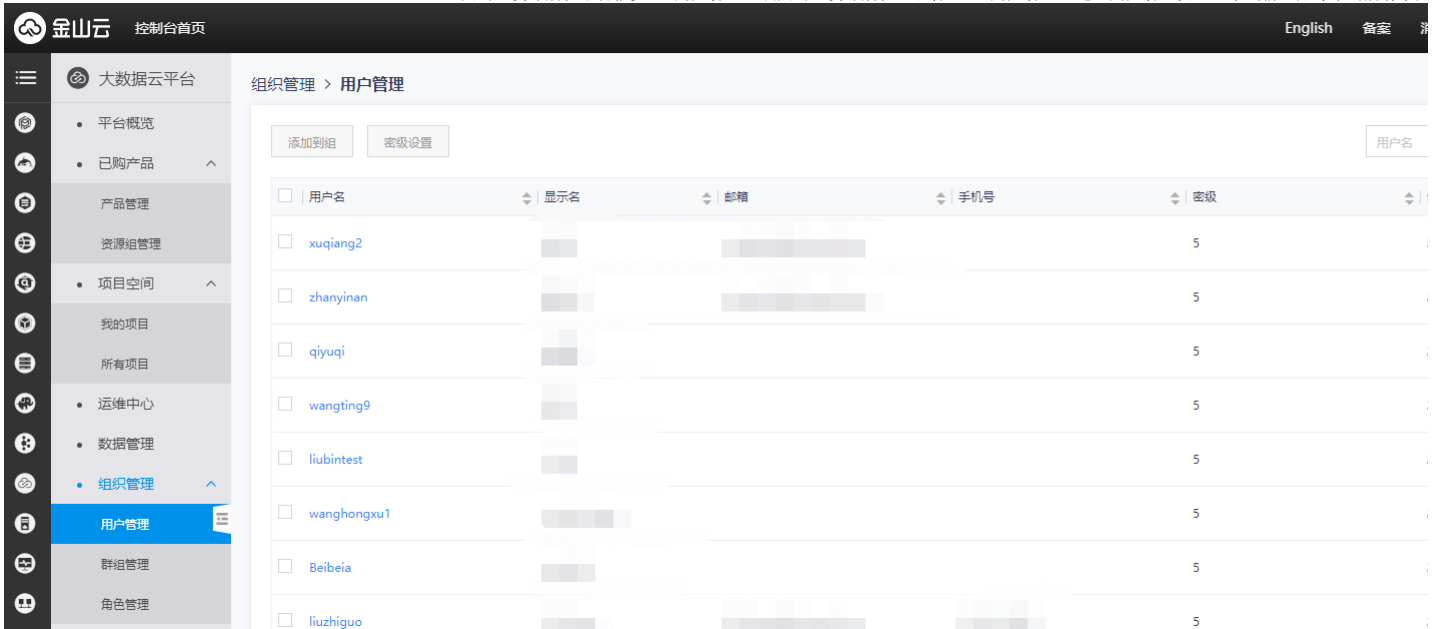 金山云 控制台首页 English 备案
大数据云平台
平台概览
已购产品
产品管理
资源组管理
项目空间
我的项目
所有项目
运维中心
数据管理
组织管理
用户管理
群组管理
角色管理
组织管理 > 用户管理
添加到组 密级设置 用户名
用户名 显示名 邮箱 手机号 密级
xuqiang2 5
zhanyinan 5
qiyuqi 5
wangting9 5
liubintest 5
wanghongxu1 5
Beibeia 5
liuzhiguo 5